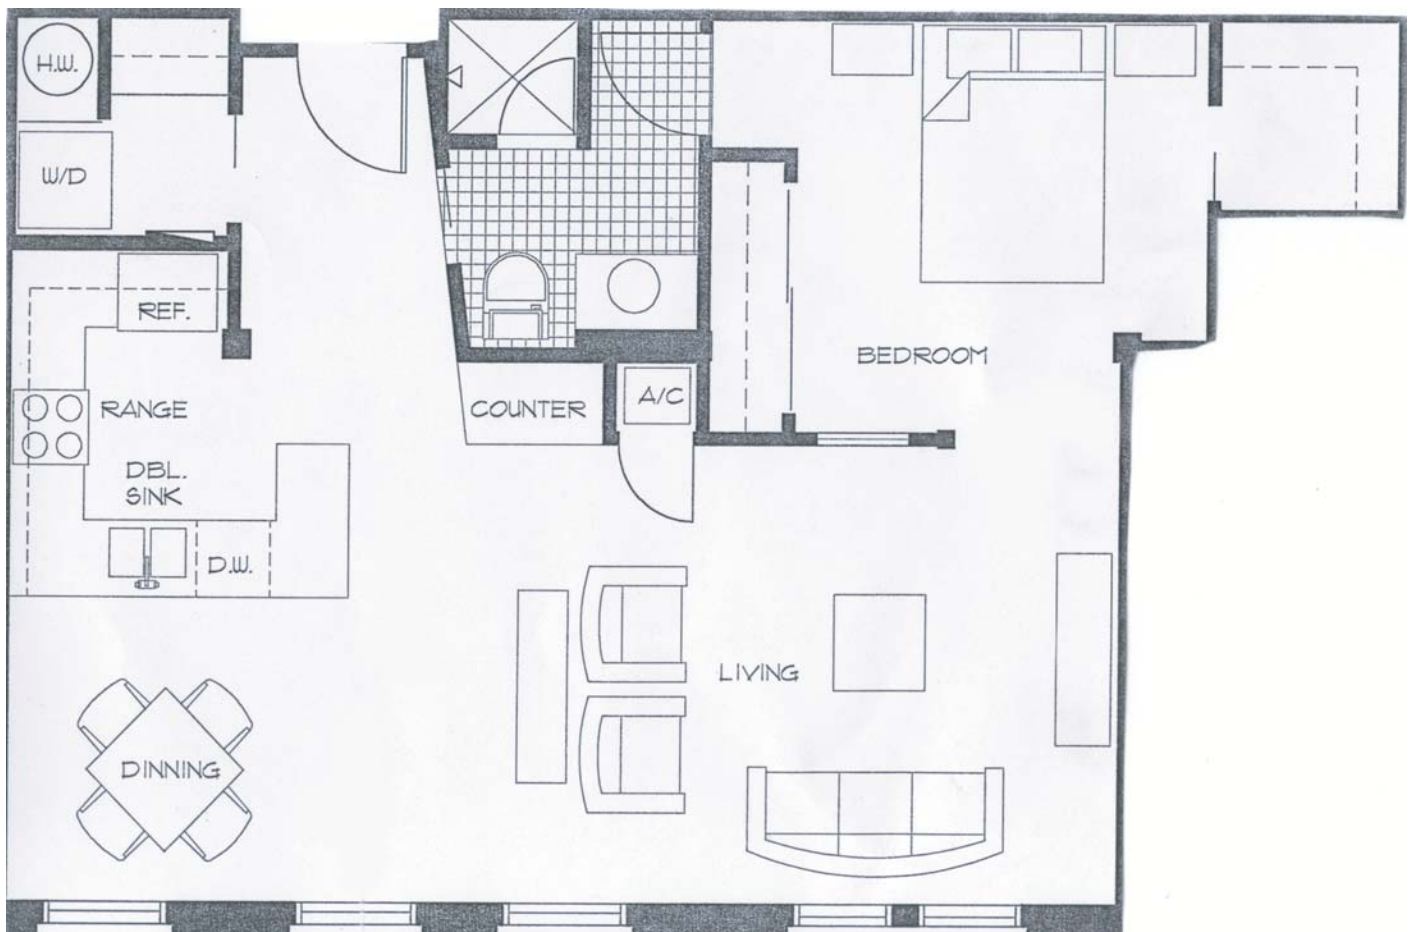 H.W.
W/D
REF.
BEDROOM
RANGE
COUNTER
A/C
DBL.
SINK
D.W.
LIVING
DINNING